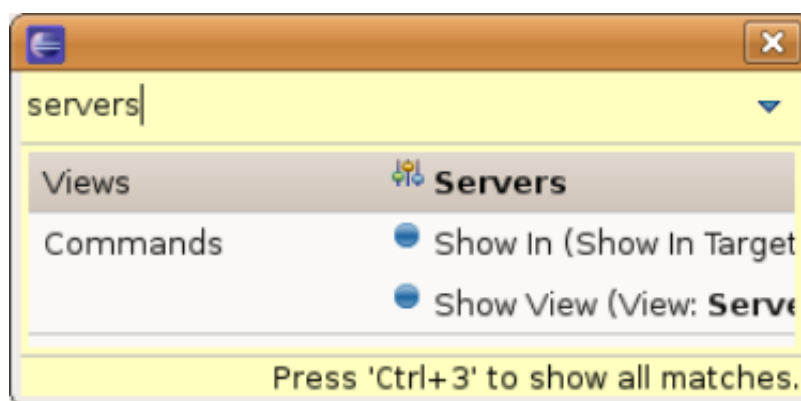 servers
Views Servers
Commands Show In (Show In Target
Show View (View: Serve
Press 'Ctrl+3' to show all matches.